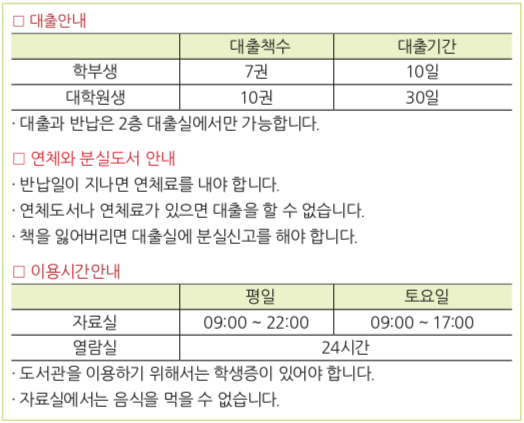 □ 대출안내
대출책수 대출기간
학부생 7권 10일
대학원생 10권 30일
· 대출과 반납은 2층 대출실에서만 가능합니다.
□ 연체와 분실도서 안내
· 반납일이 지나면 연체료를 내야 합니다.
· 연체도서나 연체료가 있으면 대출을 할 수 없습니다.
· 책을 잃어버리면 대출실에 분실신고를 해야 합니다.
□ 이용시간안내
평일 토요일
자료실 09:00 ~ 22:00 09:00 ~ 17:00
열람실 24시간
· 도서관을 이용하기 위해서는 학생증이 있어야 합니다.
· 자료실에서는 음식을 먹을 수 없습니다.